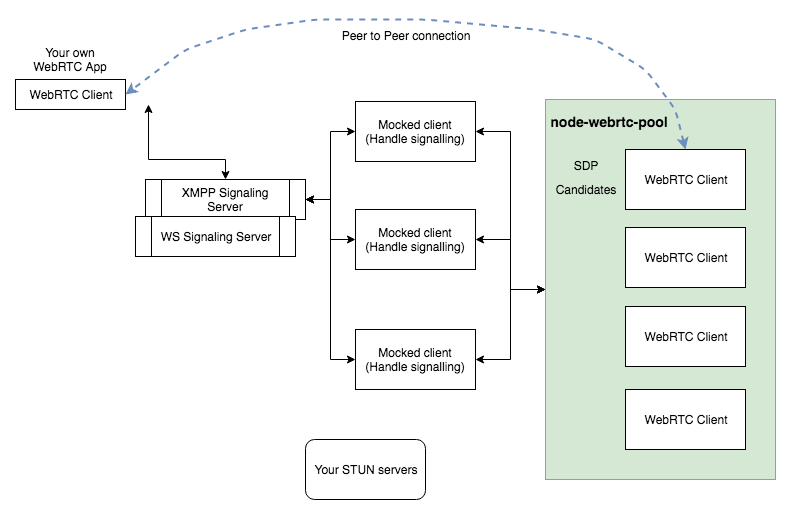 Peer to Peer connection
Your own
WebRTC App
WebRTC Client
XMPP Signaling
Server
WS Signaling Server
Mocked client
(Handle signalling)
Mocked client
(Handle signalling)
Mocked client
(Handle signalling)
node-webrtc-pool
SDP
Candidates
WebRTC Client
WebRTC Client
WebRTC Client
WebRTC Client
Your STUN servers